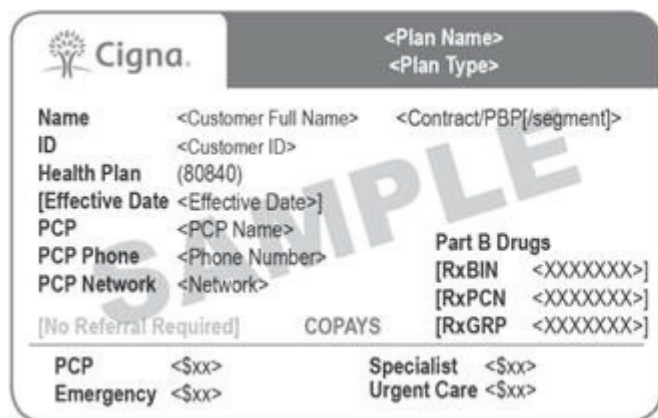 Cigna.
<Plan Name>
<Plan Type>
Name <Customer Full Name> <Contract/PBP[/segment]>
ID <Customer ID>
Health Plan (80840)
[Effective Date <Effective Date>]
PCP <PCP Name>
PCP Phone <Phone Number>
PCP Network <Network>
Part B Drugs
[RxBIN <XXXXXXX>]
[RxPCN <XXXXXXX>]
[RxGRP <XXXXXXX>]
[No Referral Required] COPAYS
PCP <$xx> Specialist <$xx>
Emergency <$xx> Urgent Care <$xx>
SAMPLE